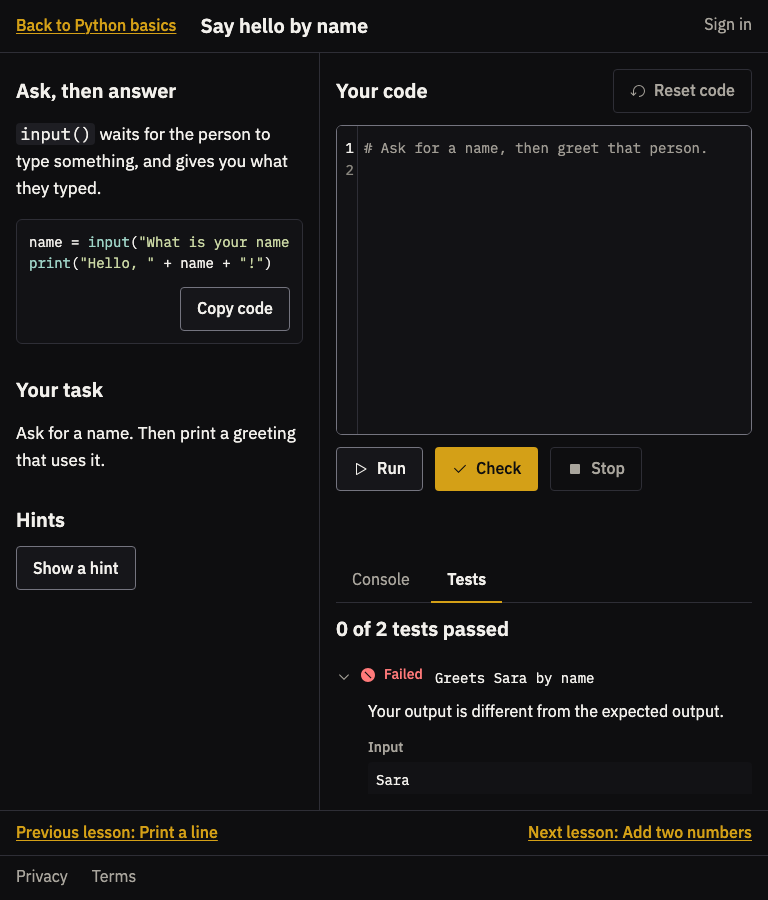 Back to Python basics
Say hello by name
Sign in
Ask, then answer
input() waits for the person to
type something, and gives you what
they typed.
name = input("What is your name
print("Hello, " + name + "!")
Copy code
Your task
Ask for a name. Then print a greeting
that uses it.
Hints
Show a hint
Your code
Reset code
1 # Ask for a name, then greet that person.
2
Run
Check
Stop
Console
Tests
0 of 2 tests passed
Failed Greets Sara by name
Your output is different from the expected output.
Input
Sara
Previous lesson: Print a line
Next lesson: Add two numbers
Privacy
Terms